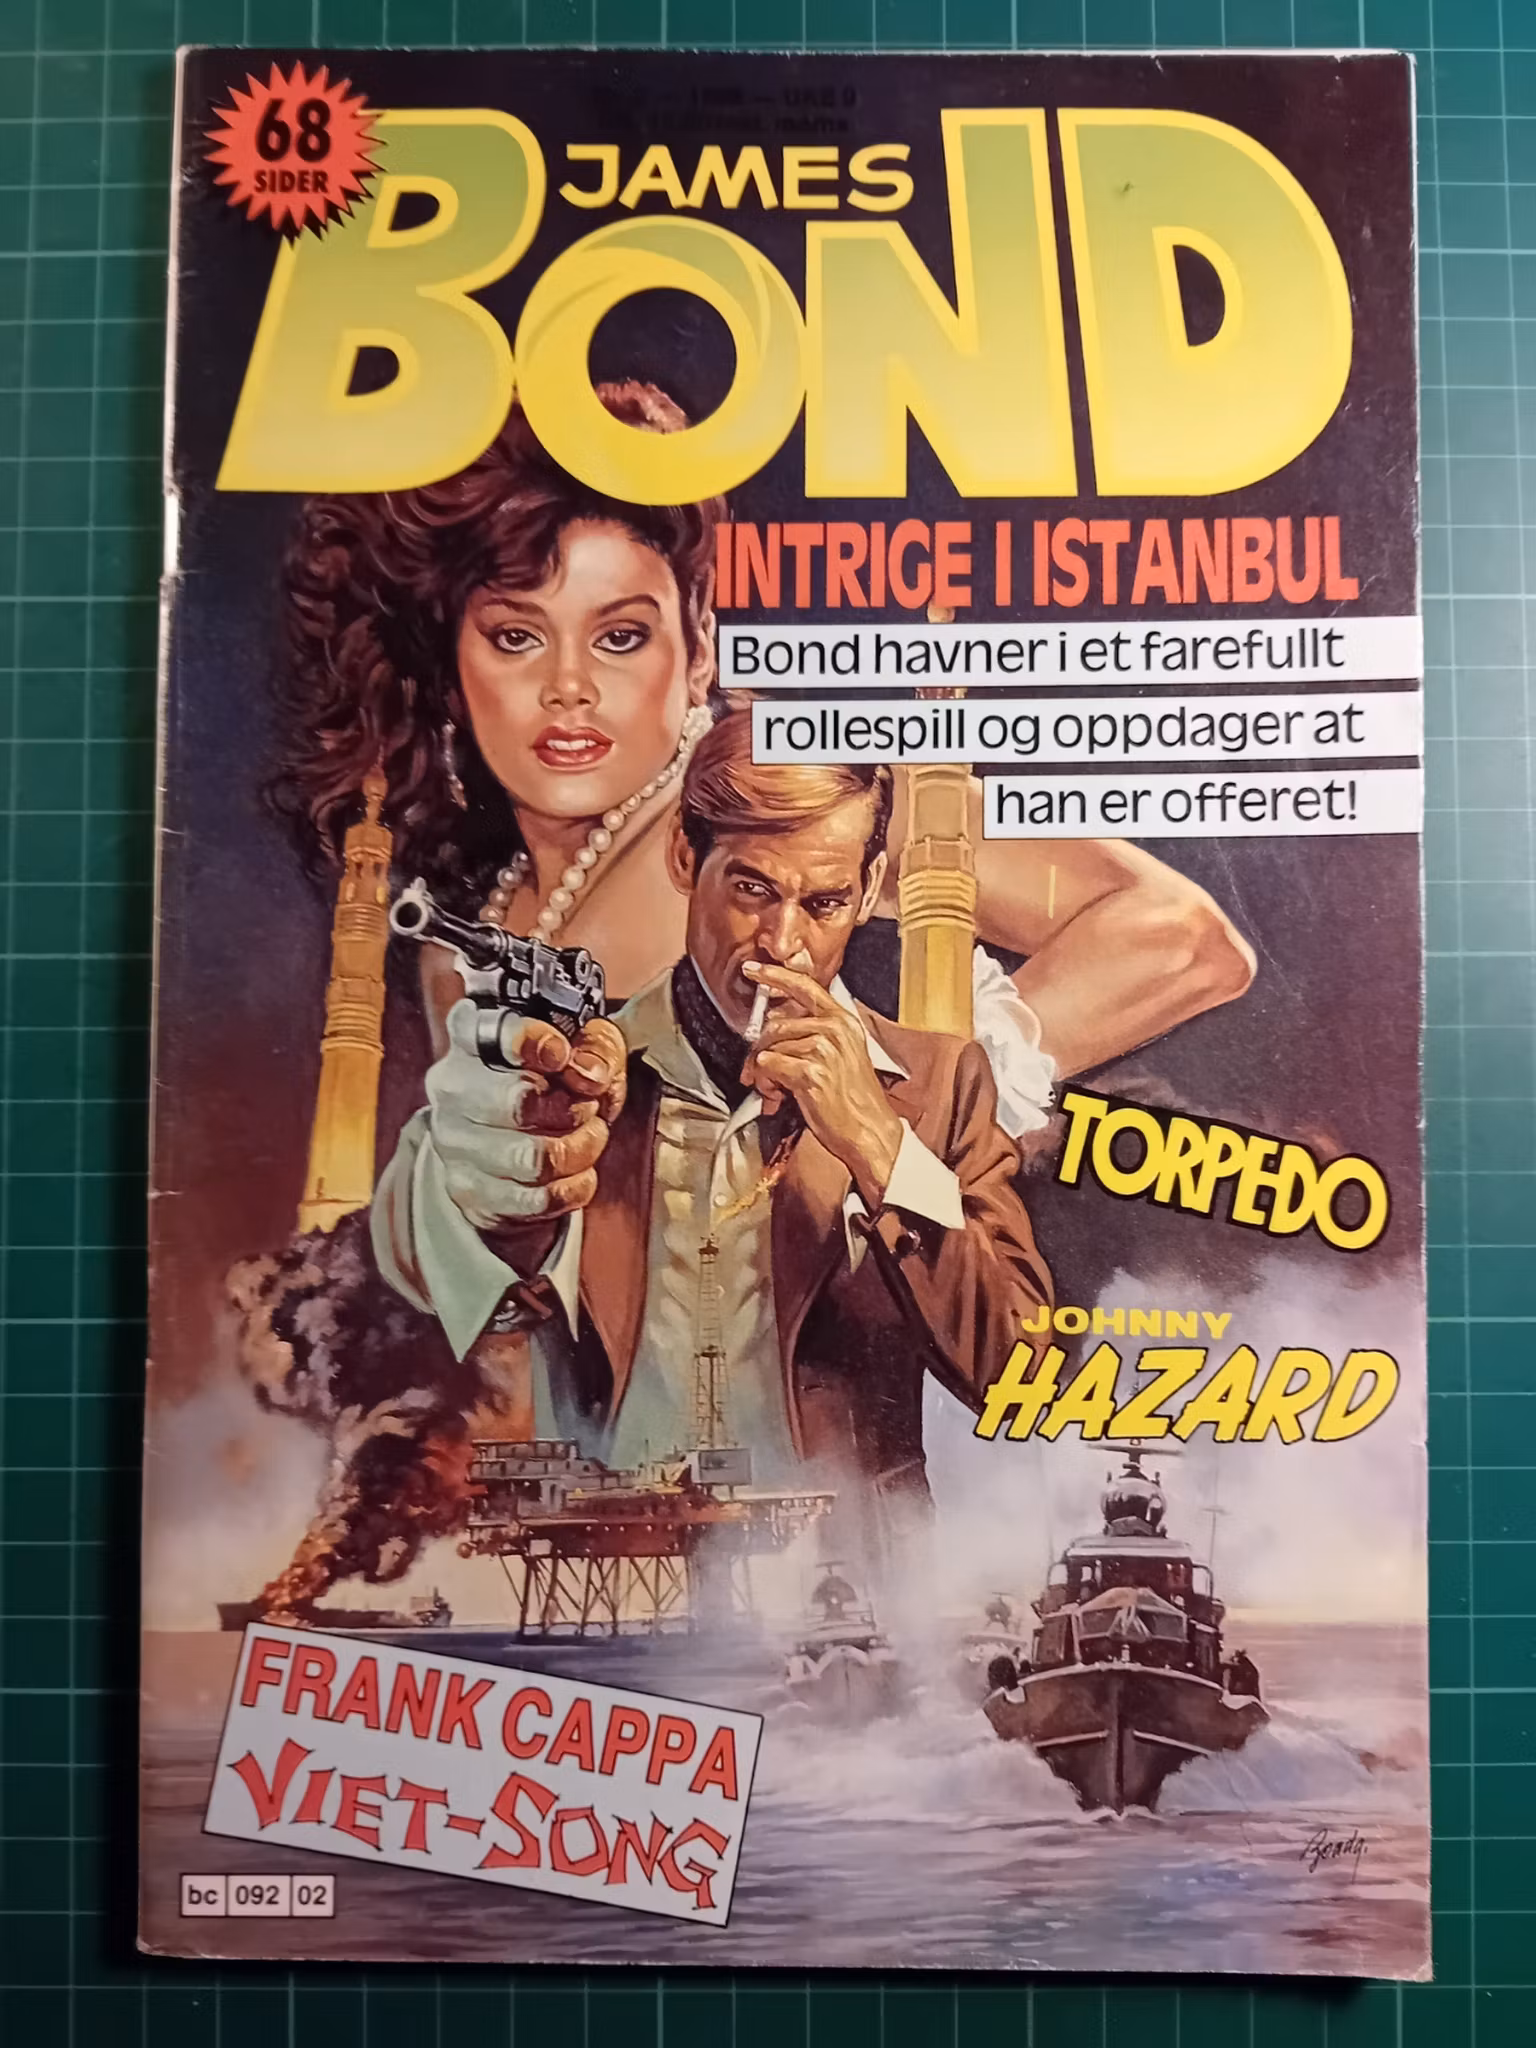 68
SIDER
JAMES
BOND
INTRIGE I ISTANBUL
Bond havner i et farefullt
rollespill og oppdager at
han er offeret!
TORPEDO
JOHNNY
HAZARD
FRANK CAPPA
VIET-SONG
bc 092 02